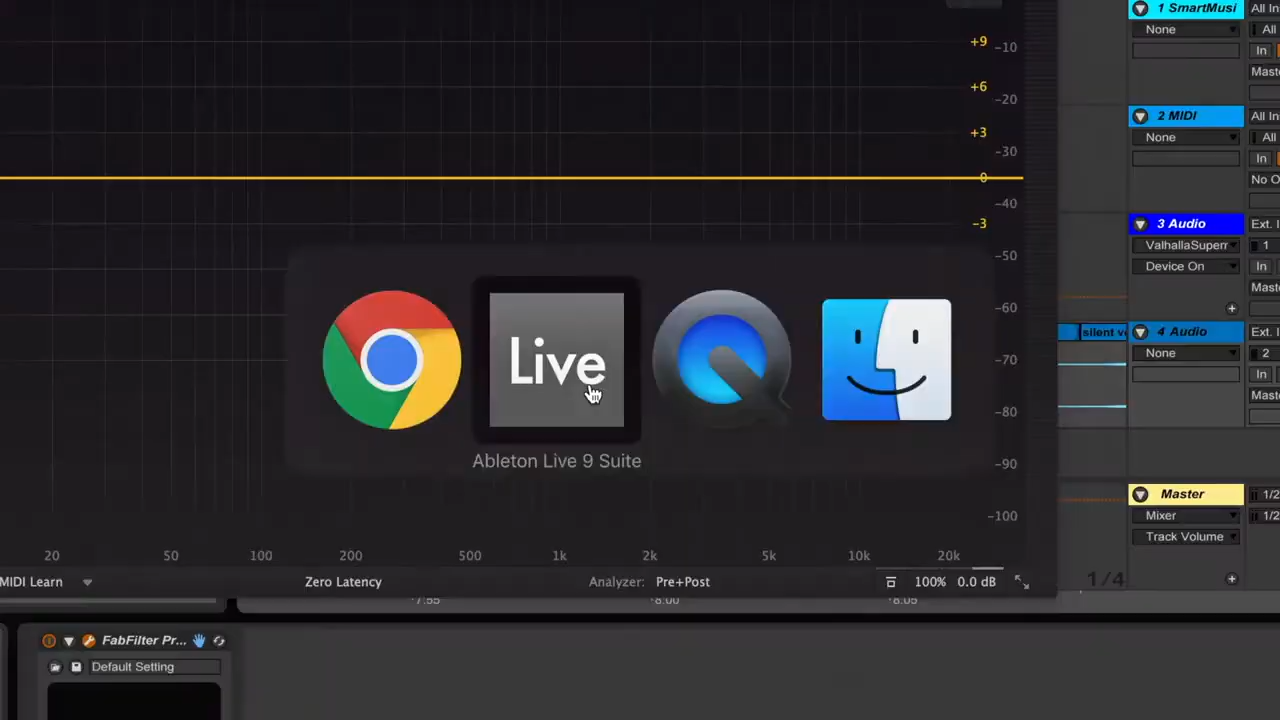 1 SmartMusi
All In
+9
-10
None
All
In
+6
-20
Maste
2 MIDI
All In
+3
-30
None
All
In
0
No O
-40
-3
3 Audio
Ext. I
ValhallaSuperr
1
-50
Device On
In
Maste
-60
silent ve
4 Audio
Ext. I
Live
None
2
-70
In
Maste
-80
Ableton Live 9 Suite
-90
Master
1/2
-100
Mixer
1/2
Track Volume
20
50
100
200
500
1k
2k
5k
10k
20k
1/4
MIDI Learn
Zero Latency
Analyzer:
Pre+Post
100%
0.0 dB
7:55
8:00
8:05
FabFilter Pr...
Default Setting